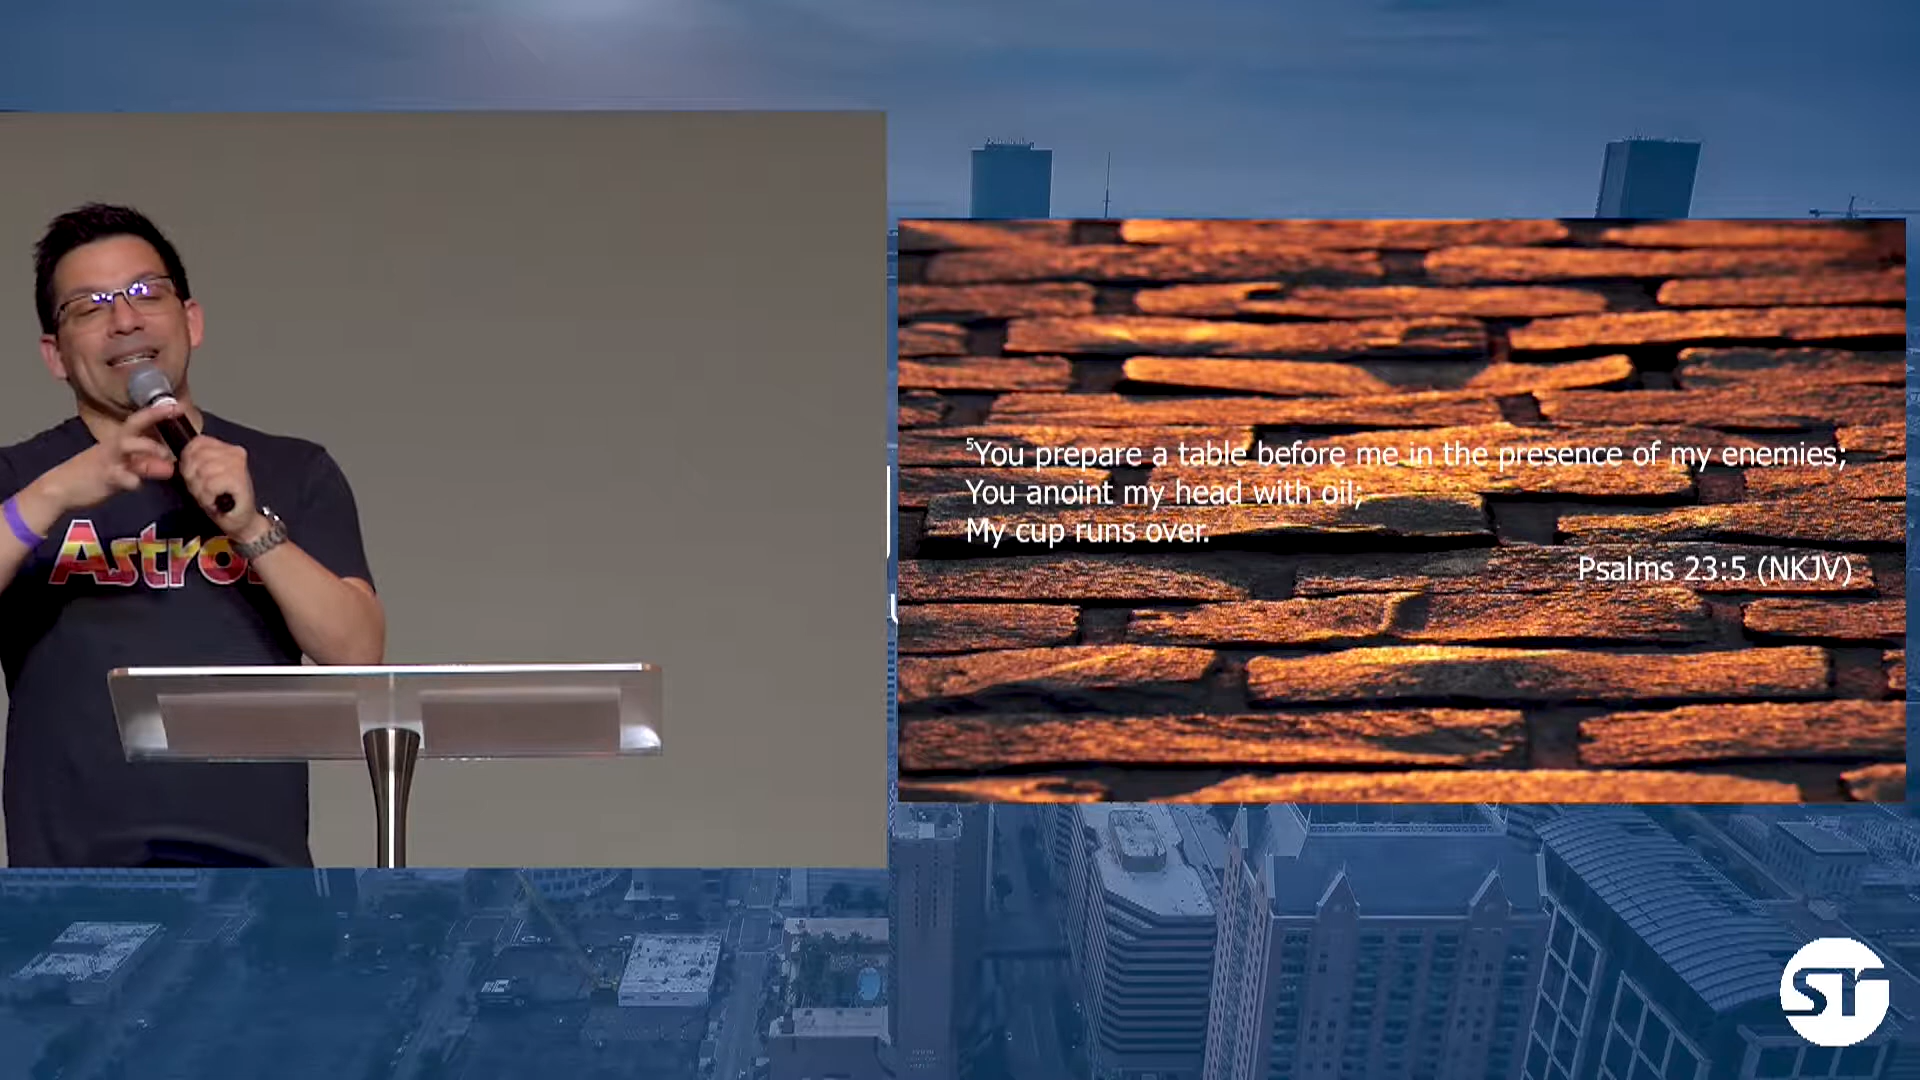 Astro
⁵You prepare a table before me in the presence of my enemies;
You anoint my head with oil;
My cup runs over.
Psalms 23:5 (NKJV)
ST